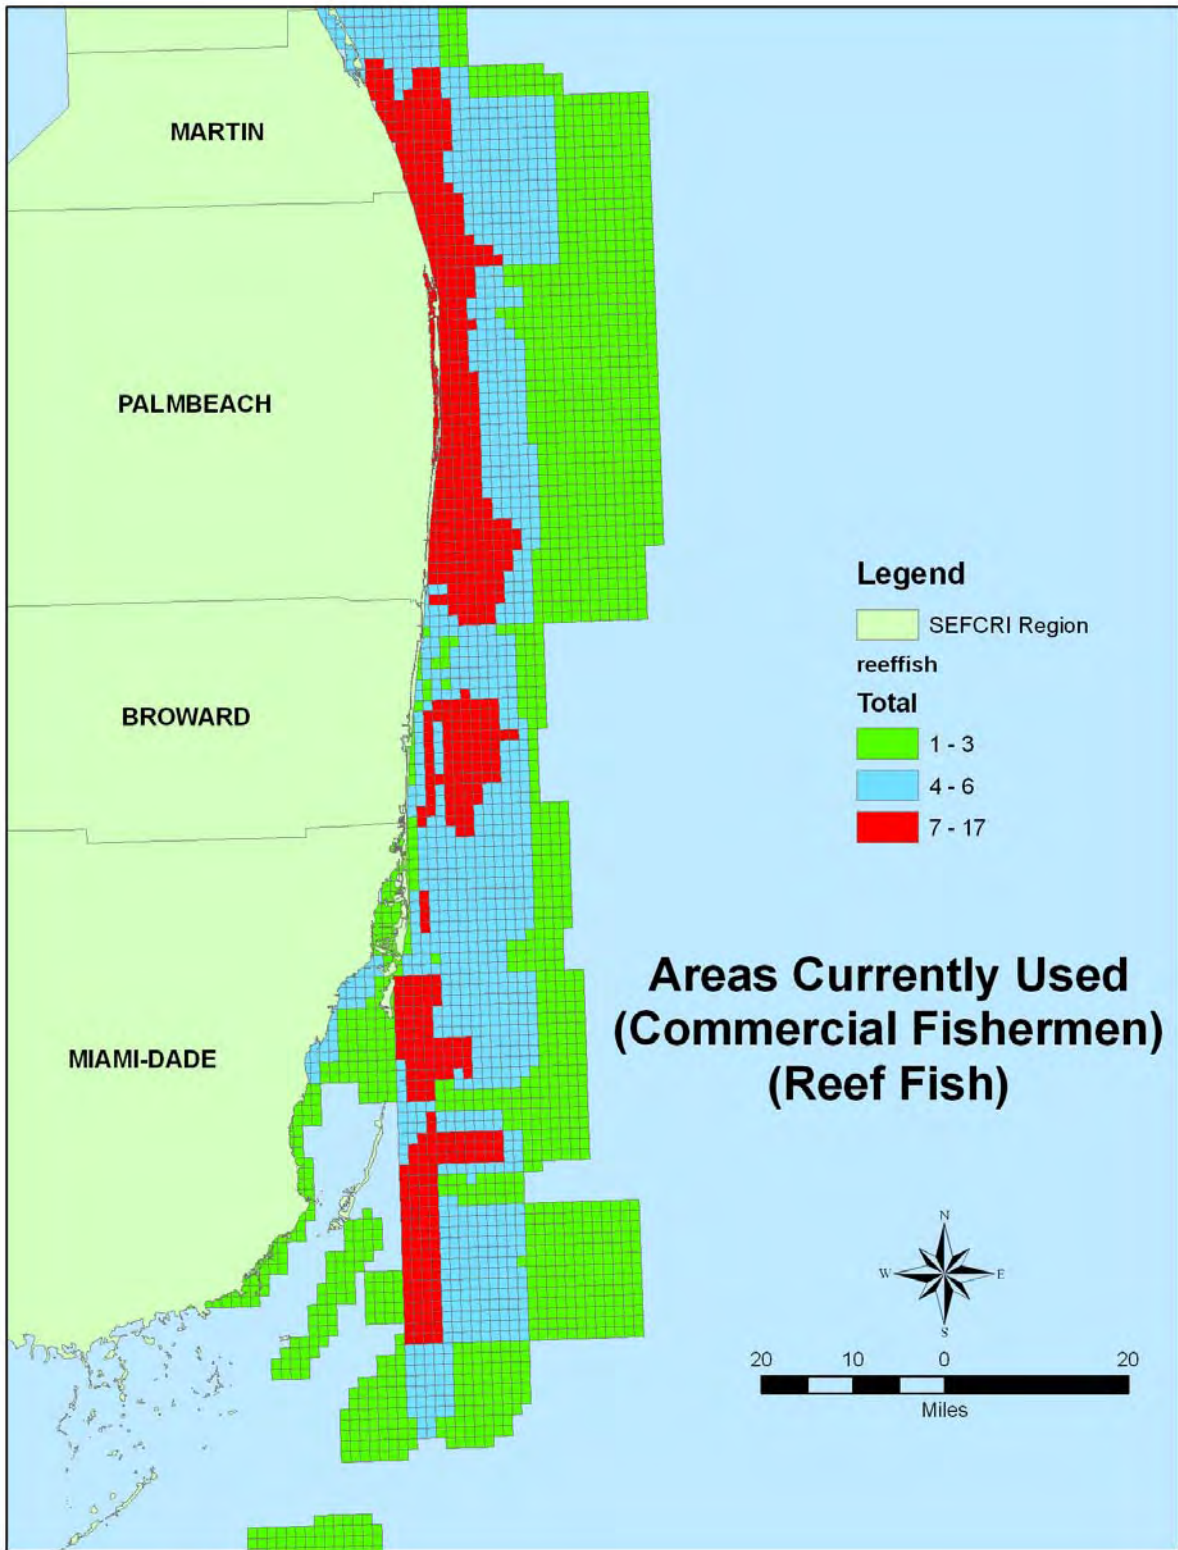 MARTIN
PALMBEACH
BROWARD
MIAMI-DADE
Legend
SEFCRI Region
reeffish
Total
1 - 3
4 - 6
7 - 17
Areas Currently Used
(Commercial Fishermen)
(Reef Fish)
N
W E
S
20 10 0 20
Miles